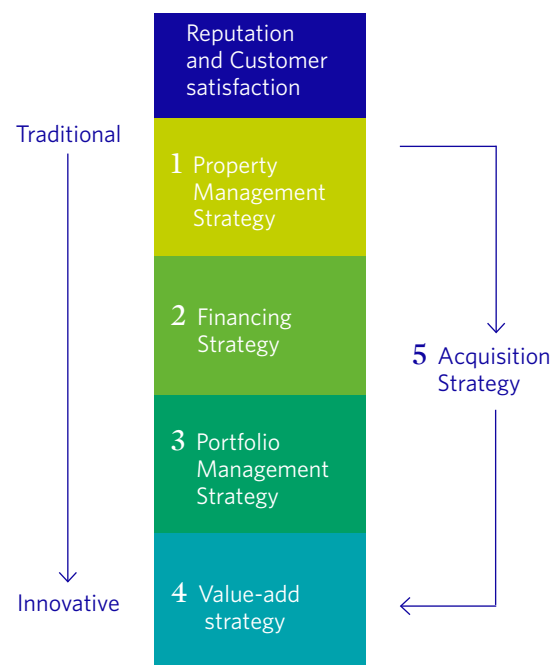 Reputation
and Customer
satisfaction
Traditional
1 Property
Management
Strategy
2 Financing
Strategy
5 Acquisition
Strategy
3 Portfolio
Management
Strategy
Innovative
4 Value-add
strategy